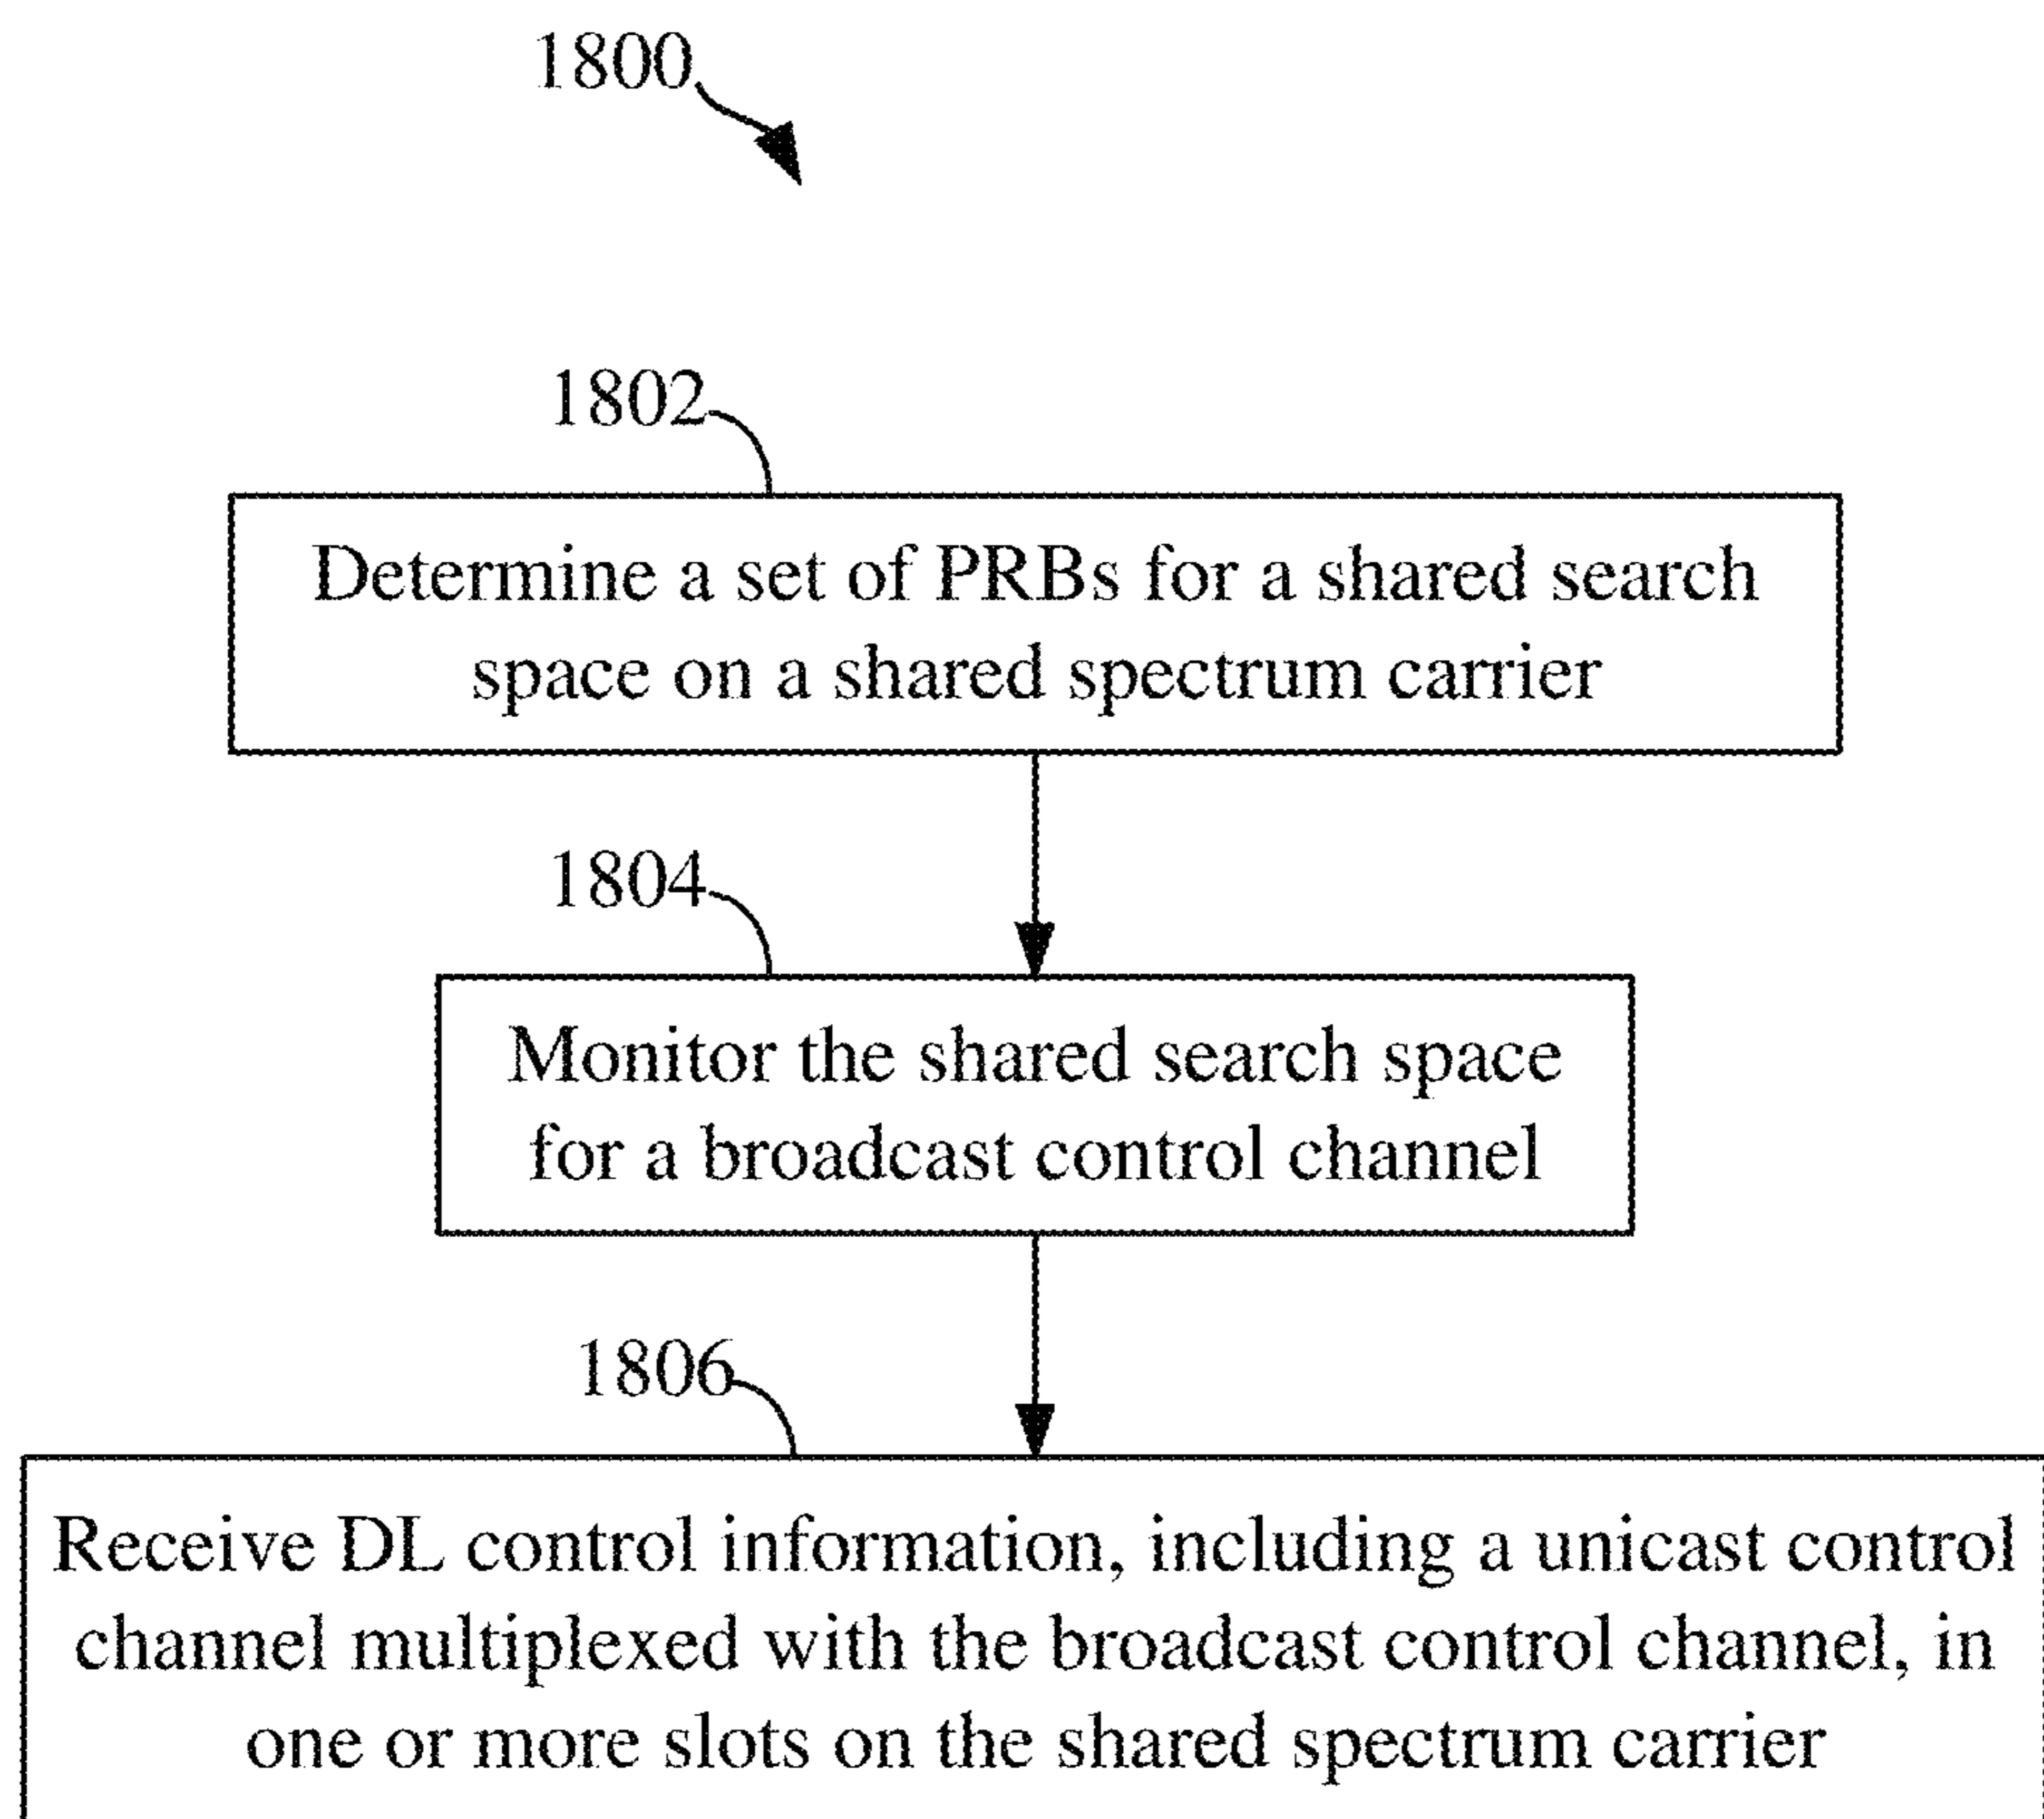 1800
1802
Determine a set of PRBs for a shared search
space on a shared spectrum carrier
1804
Monitor the shared search space
for a broadcast control channel
1806
Receive DL control information, including a unicast control
channel multiplexed with the broadcast control channel, in
one or more slots on the shared spectrum carrier